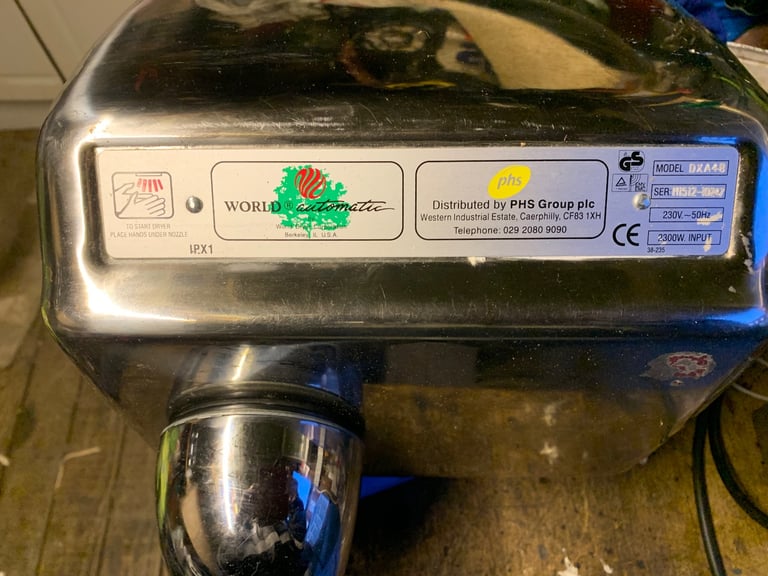 TO START DRYER
PLACE HANDS UNDER NOZZLE
IPX1
WORLD® automatic
Berkeley, IL U.S.A.
phs
Distributed by PHS Group plc
Western Industrial Estate, Caerphilly, CF83 1XH
Telephone: 029 2080 9090
GS
CE
MODEL DXA48
SER:
230V.~50Hz
2300W. INPUT
38-235